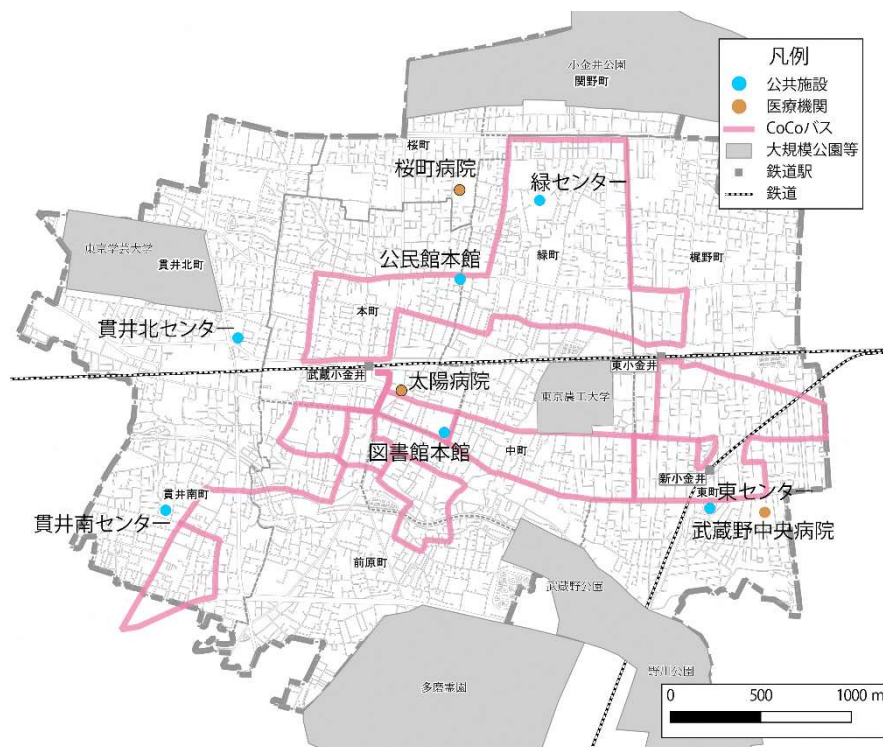 小金井公園
関野町
凡例
公共施設
医療機関
CoCoバス
大規模公園等
鉄道駅
鉄道
桜町
桜町病院
緑センター
東京学芸大学
貫井北町
公民館本館
緑町
梶野町
本町
貫井北センター
武蔵小金井
東小金井
太陽病院
東京農工大学
図書館本館
中町
新小金井
貫井南町
東町
東センター
貫井南センター
武蔵野中央病院
前原町
武蔵野公園
野川公園
多磨霊園
0 500 1000 m